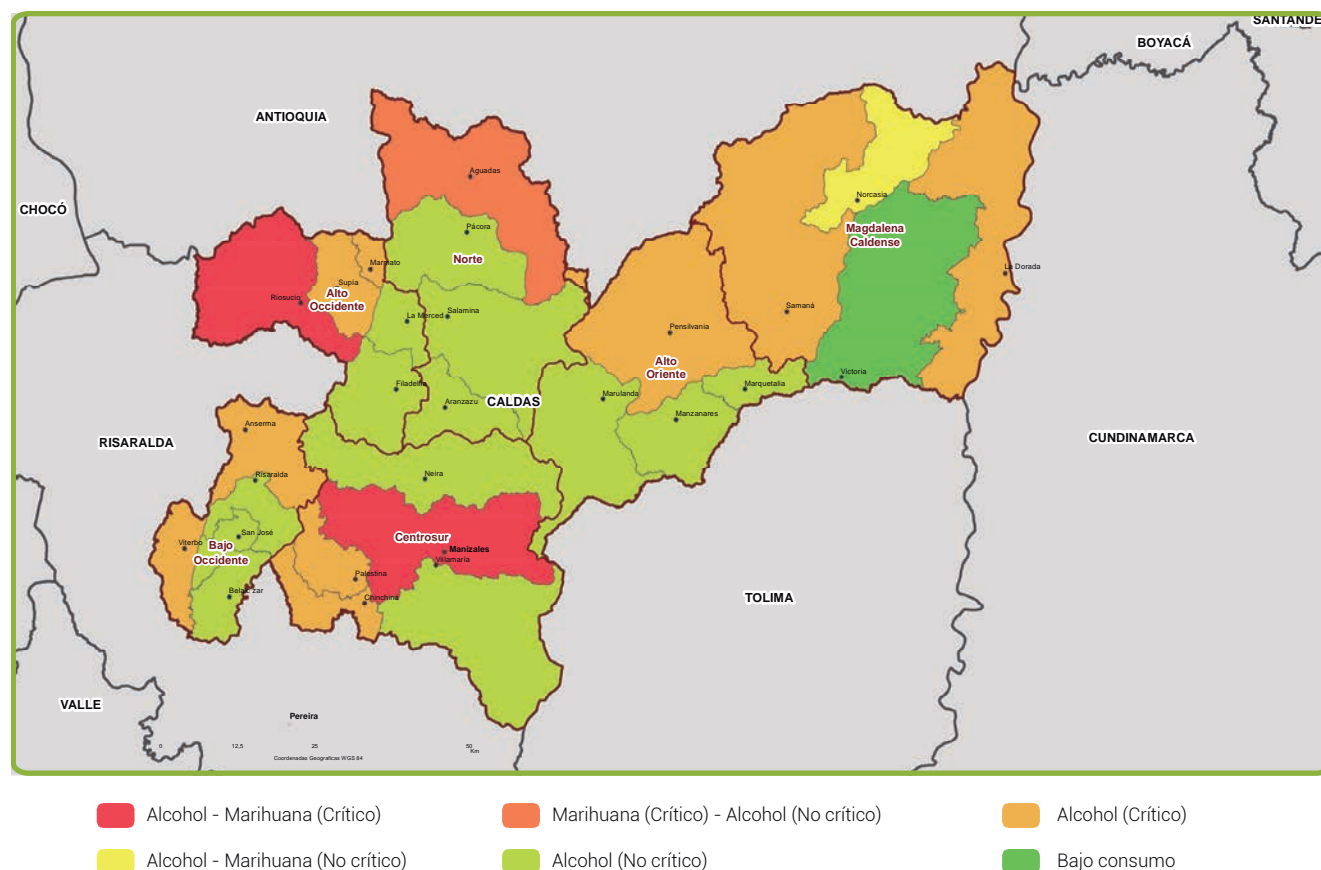 SANTANDE
BOYACÁ
ANTIOQUIA
CHOCÓ
Aguadas
Norcasia
Pácora
Magdalena
Caldense
Norte
Marmato
La Dorada
Supía
Riosucio
Alto
Occidente
La Merced
Salamina
Samaná
Pensilvania
Alto
Oriente
Victoria
Filadelfia
Marquetalia
Marulanda
Aranzazu
CALDAS
Manzanares
Anserma
RISARALDA
CUNDINAMARCA
Risaralda
Neira
San José
Centrosur
Viterbo
Bajo
Occidente
Manizales
Villamaría
Palestina
Belalc zar
Chinchiná
TOLIMA
VALLE
Pereira
0 12,5 25 50
Km
Coordenadas Geograficas WGS 84
Alcohol - Marihuana (Crítico)
Marihuana (Crítico) - Alcohol (No crítico)
Alcohol (Crítico)
Alcohol - Marihuana (No crítico)
Alcohol (No crítico)
Bajo consumo